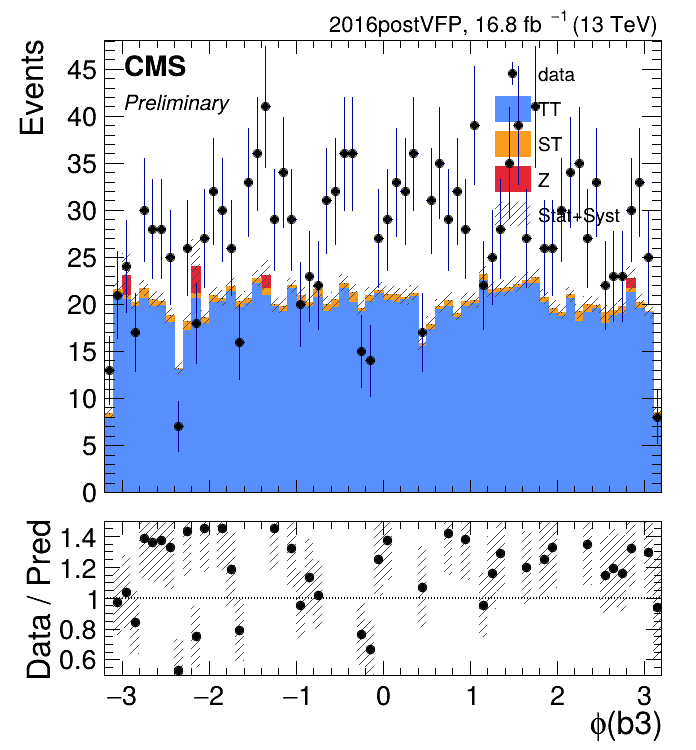 2016postVFP, 16.8 fb⁻¹ (13 TeV)
CMS
Preliminary
Events
45
40
35
30
25
20
15
10
5
0
data
TT
ST
Z
Stat+Syst
Data / Pred
1.4
1.2
1
0.8
0.6
−3 −2 −1 0 1 2 3
ϕ(b3)